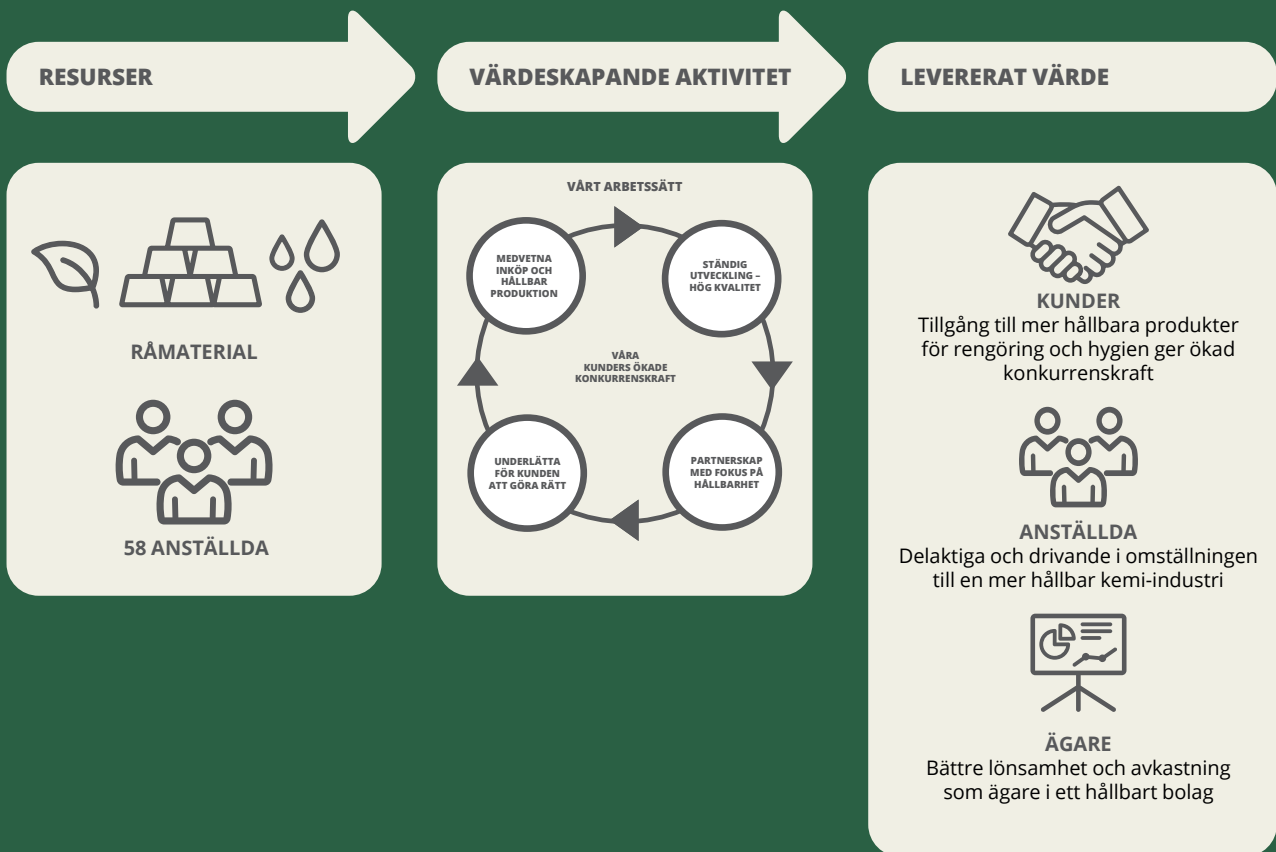 RESURSER
RÅMATERIAL
58 ANSTÄLLDA
VÄRDESKAPANDE AKTIVITET
VÅRT ARBETSSÄTT
MEDVETNA
INKÖP OCH
HÅLLBAR
PRODUKTION
STÄNDIG
UTVECKLING –
HÖG KVALITET
VÅRA
KUNDERS ÖKADE
KONKURRENSKRAFT
UNDERLÄTTA
FÖR KUNDEN
ATT GÖRA RÄTT
PARTNERSKAP
MED FOKUS PÅ
HÅLLBARHET
LEVERERAT VÄRDE
KUNDER
Tillgång till mer hållbara produkter
för rengöring och hygien ger ökad
konkurrenskraft
ANSTÄLLDA
Delaktiga och drivande i omställningen
till en mer hållbar kemi-industri
ÄGARE
Bättre lönsamhet och avkastning
som ägare i ett hållbart bolag